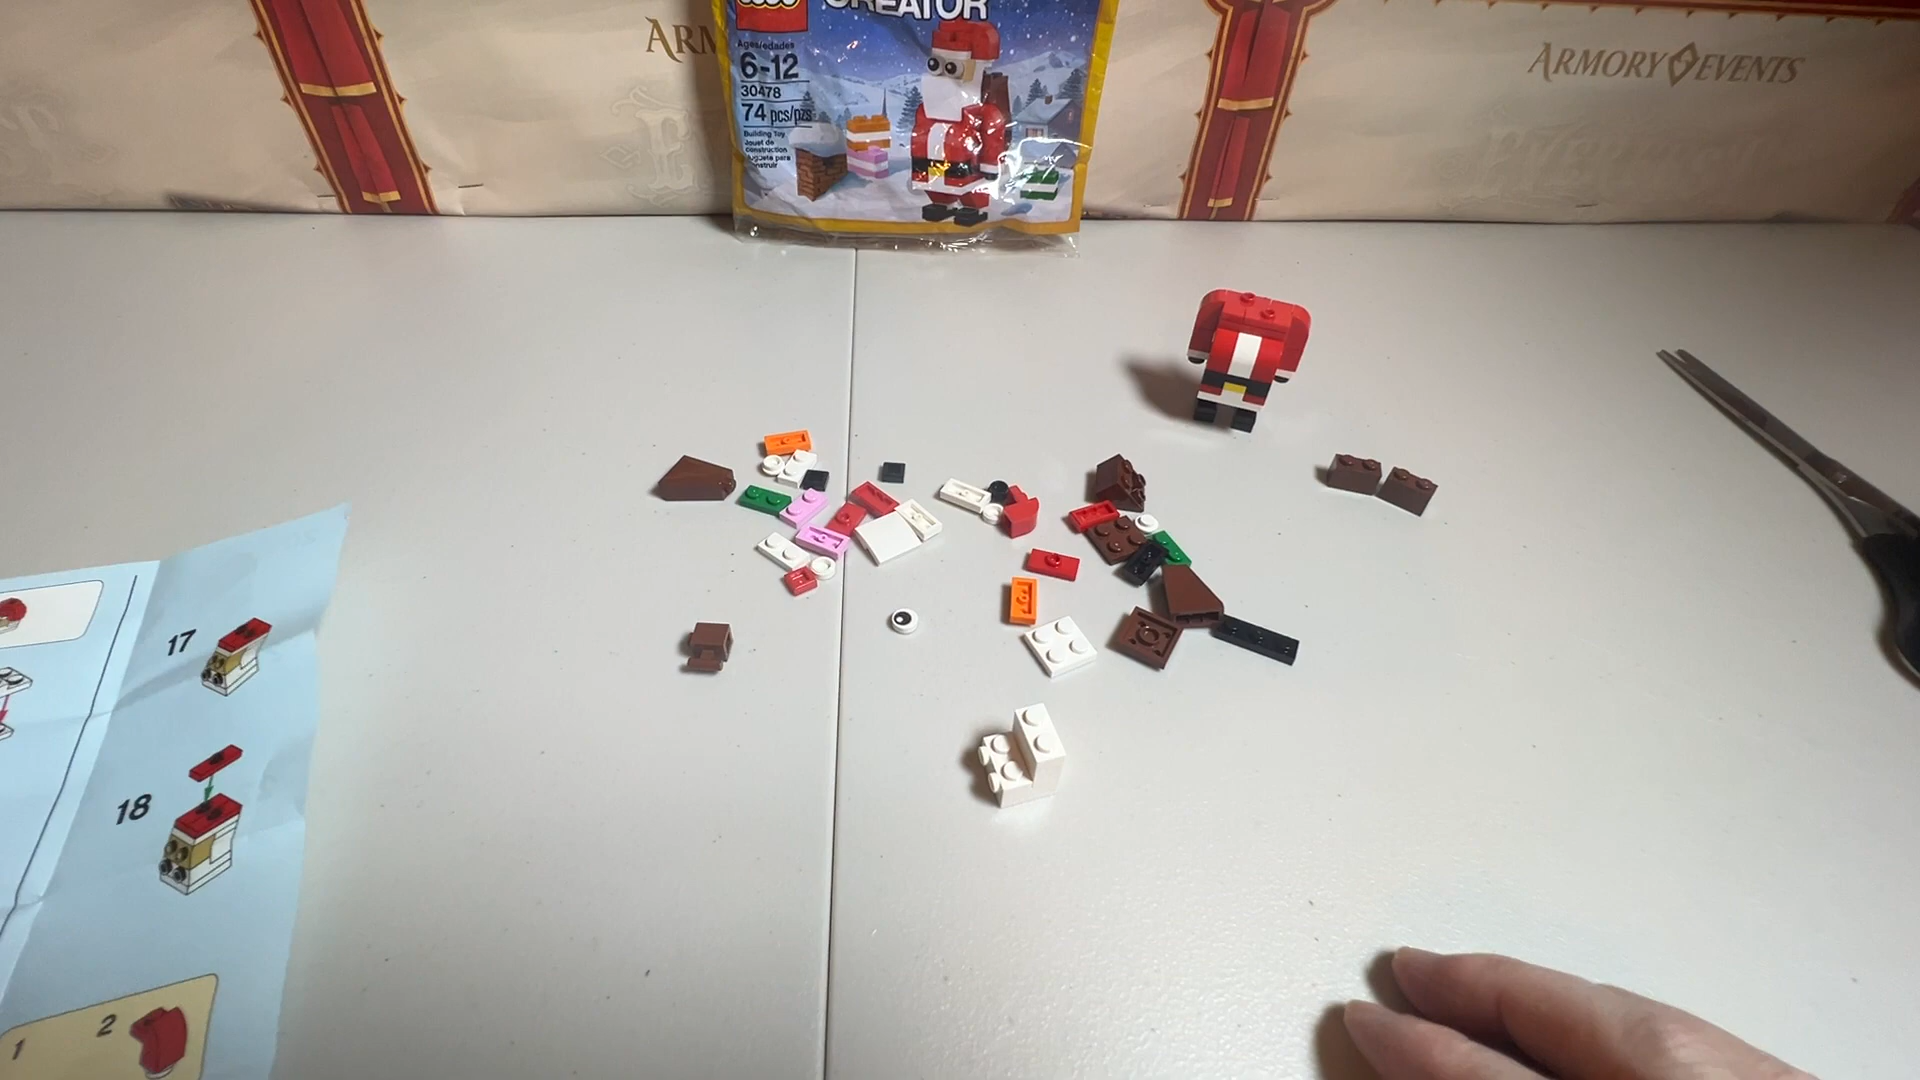 CREATOR
Ages/edades
6-12
30478
74 pcs/pzs
Building Toy
Jouet de
construction
Juguete para
construir
ARM
ARMORY EVENTS
17
18
1
2